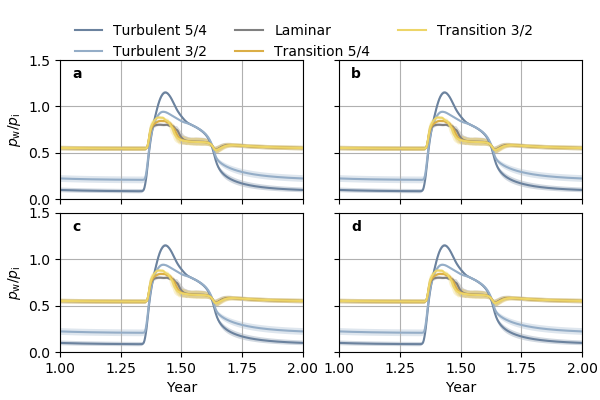 Turbulent 5/4 Laminar Transition 3/2
Turbulent 3/2 Transition 5/4
1.5 a b
1.0
p_w/p_i
0.5
0.0
1.5 c d
1.0
p_w/p_i
0.5
0.0
1.00 1.25 1.50 1.75 2.00 1.00 1.25 1.50 1.75 2.00
Year Year